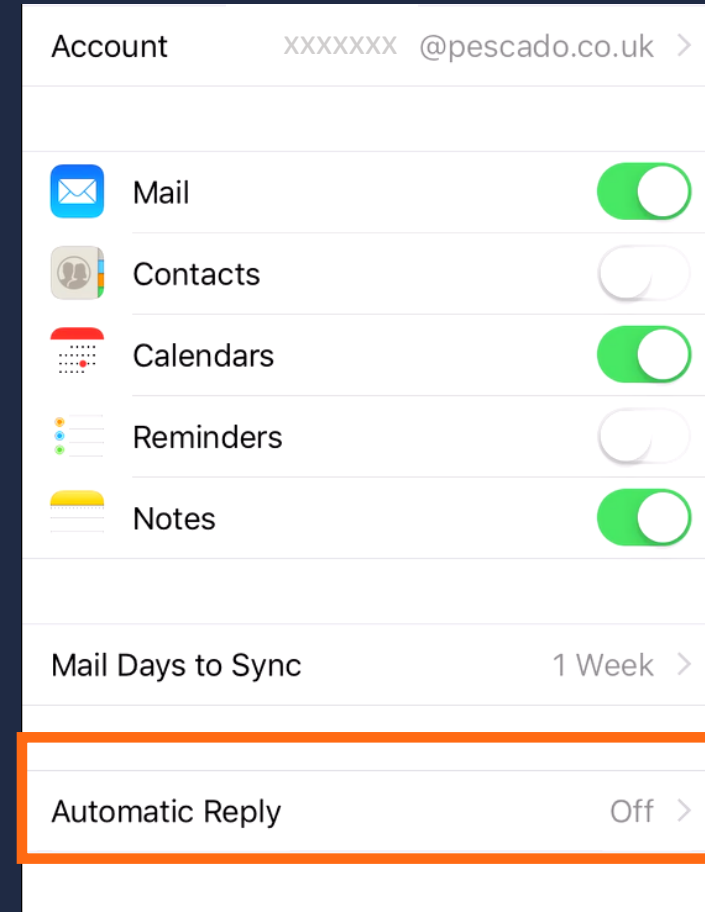 Account XXXXXXX @pescado.co.uk
Mail
Contacts
Calendars
Reminders
Notes
Mail Days to Sync 1 Week
Automatic Reply Off